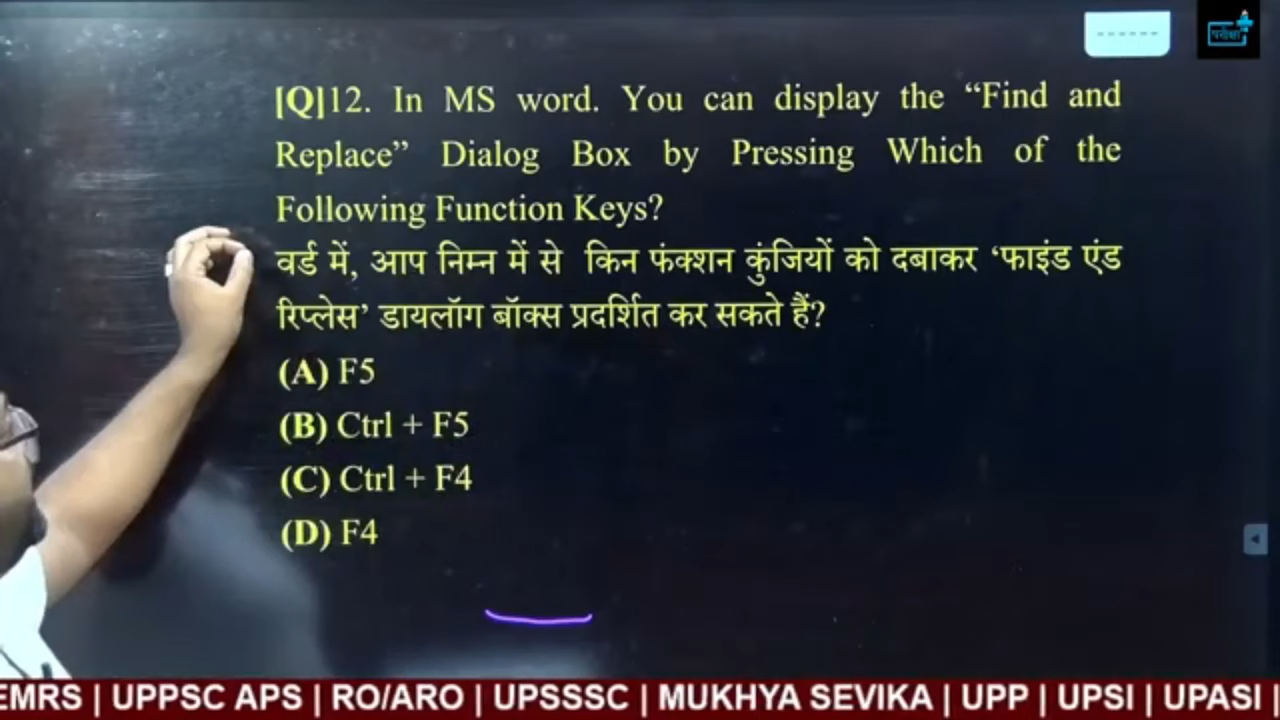 ------
परीक्षा
[Q]12. In MS word. You can display the “Find and
Replace” Dialog Box by Pressing Which of the
Following Function Keys?
वर्ड में, आप निम्न में से किन फंक्शन कुंजियों को दबाकर ‘फाइंड एंड
रिप्लेस’ डायलॉग बॉक्स प्रदर्शित कर सकते हैं?
(A) F5
(B) Ctrl + F5
(C) Ctrl + F4
(D) F4
EMRS | UPPSC APS | RO/ARO | UPSSSC | MUKHYA SEVIKA | UPP | UPSI | UPASI |